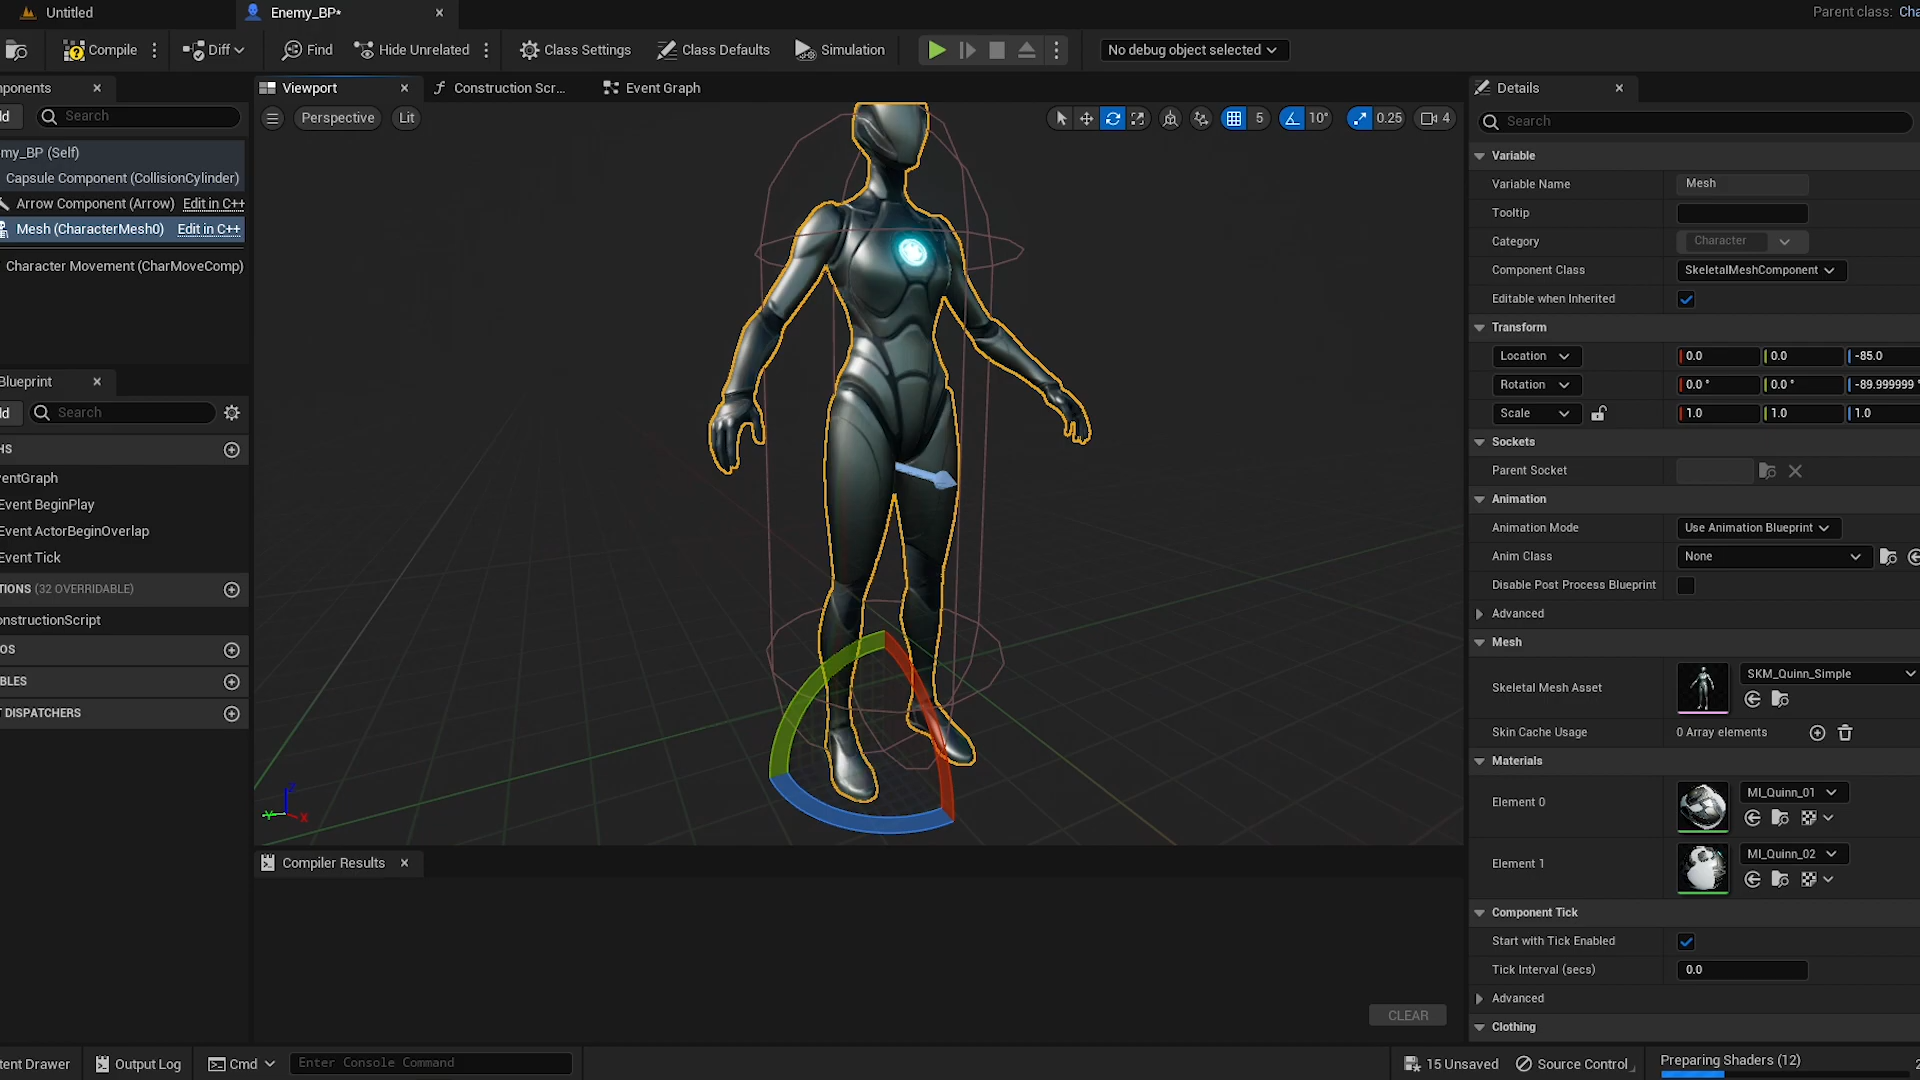 Untitled
Enemy_BP*
Parent class: Cha
Compile
Diff
Find
Hide Unrelated
Class Settings
Class Defaults
Simulation
No debug object selected
ponents
dd
Search
my_BP (Self)
Capsule Component (CollisionCylinder)
Arrow Component (Arrow) Edit in C++
Mesh (CharacterMesh0) Edit in C++
Character Movement (CharMoveComp)
Blueprint
dd
Search
HS
ventGraph
Event BeginPlay
Event ActorBeginOverlap
Event Tick
TIONS (32 OVERRIDABLE)
onstructionScript
OS
BLES
T DISPATCHERS
Viewport
Construction Scr...
Event Graph
Perspective
Lit
5
10°
0.25
4
Z
Y
X
Compiler Results
CLEAR
Details
Search
Variable
Variable Name Mesh
Tooltip
Category Character
Component Class SkeletalMeshComponent
Editable when Inherited
Transform
Location 0.0 0.0 -85.0
Rotation 0.0 ° 0.0 ° -89.999999 °
Scale 1.0 1.0 1.0
Sockets
Parent Socket
Animation
Animation Mode Use Animation Blueprint
Anim Class None
Disable Post Process Blueprint
Advanced
Mesh
Skeletal Mesh Asset SKM_Quinn_Simple
Skin Cache Usage 0 Array elements
Materials
Element 0 MI_Quinn_01
Element 1 MI_Quinn_02
Component Tick
Start with Tick Enabled
Tick Interval (secs) 0.0
Advanced
Clothing
tent Drawer
Output Log
Cmd
Enter Console Command
15 Unsaved
Source Control
Preparing Shaders (12)